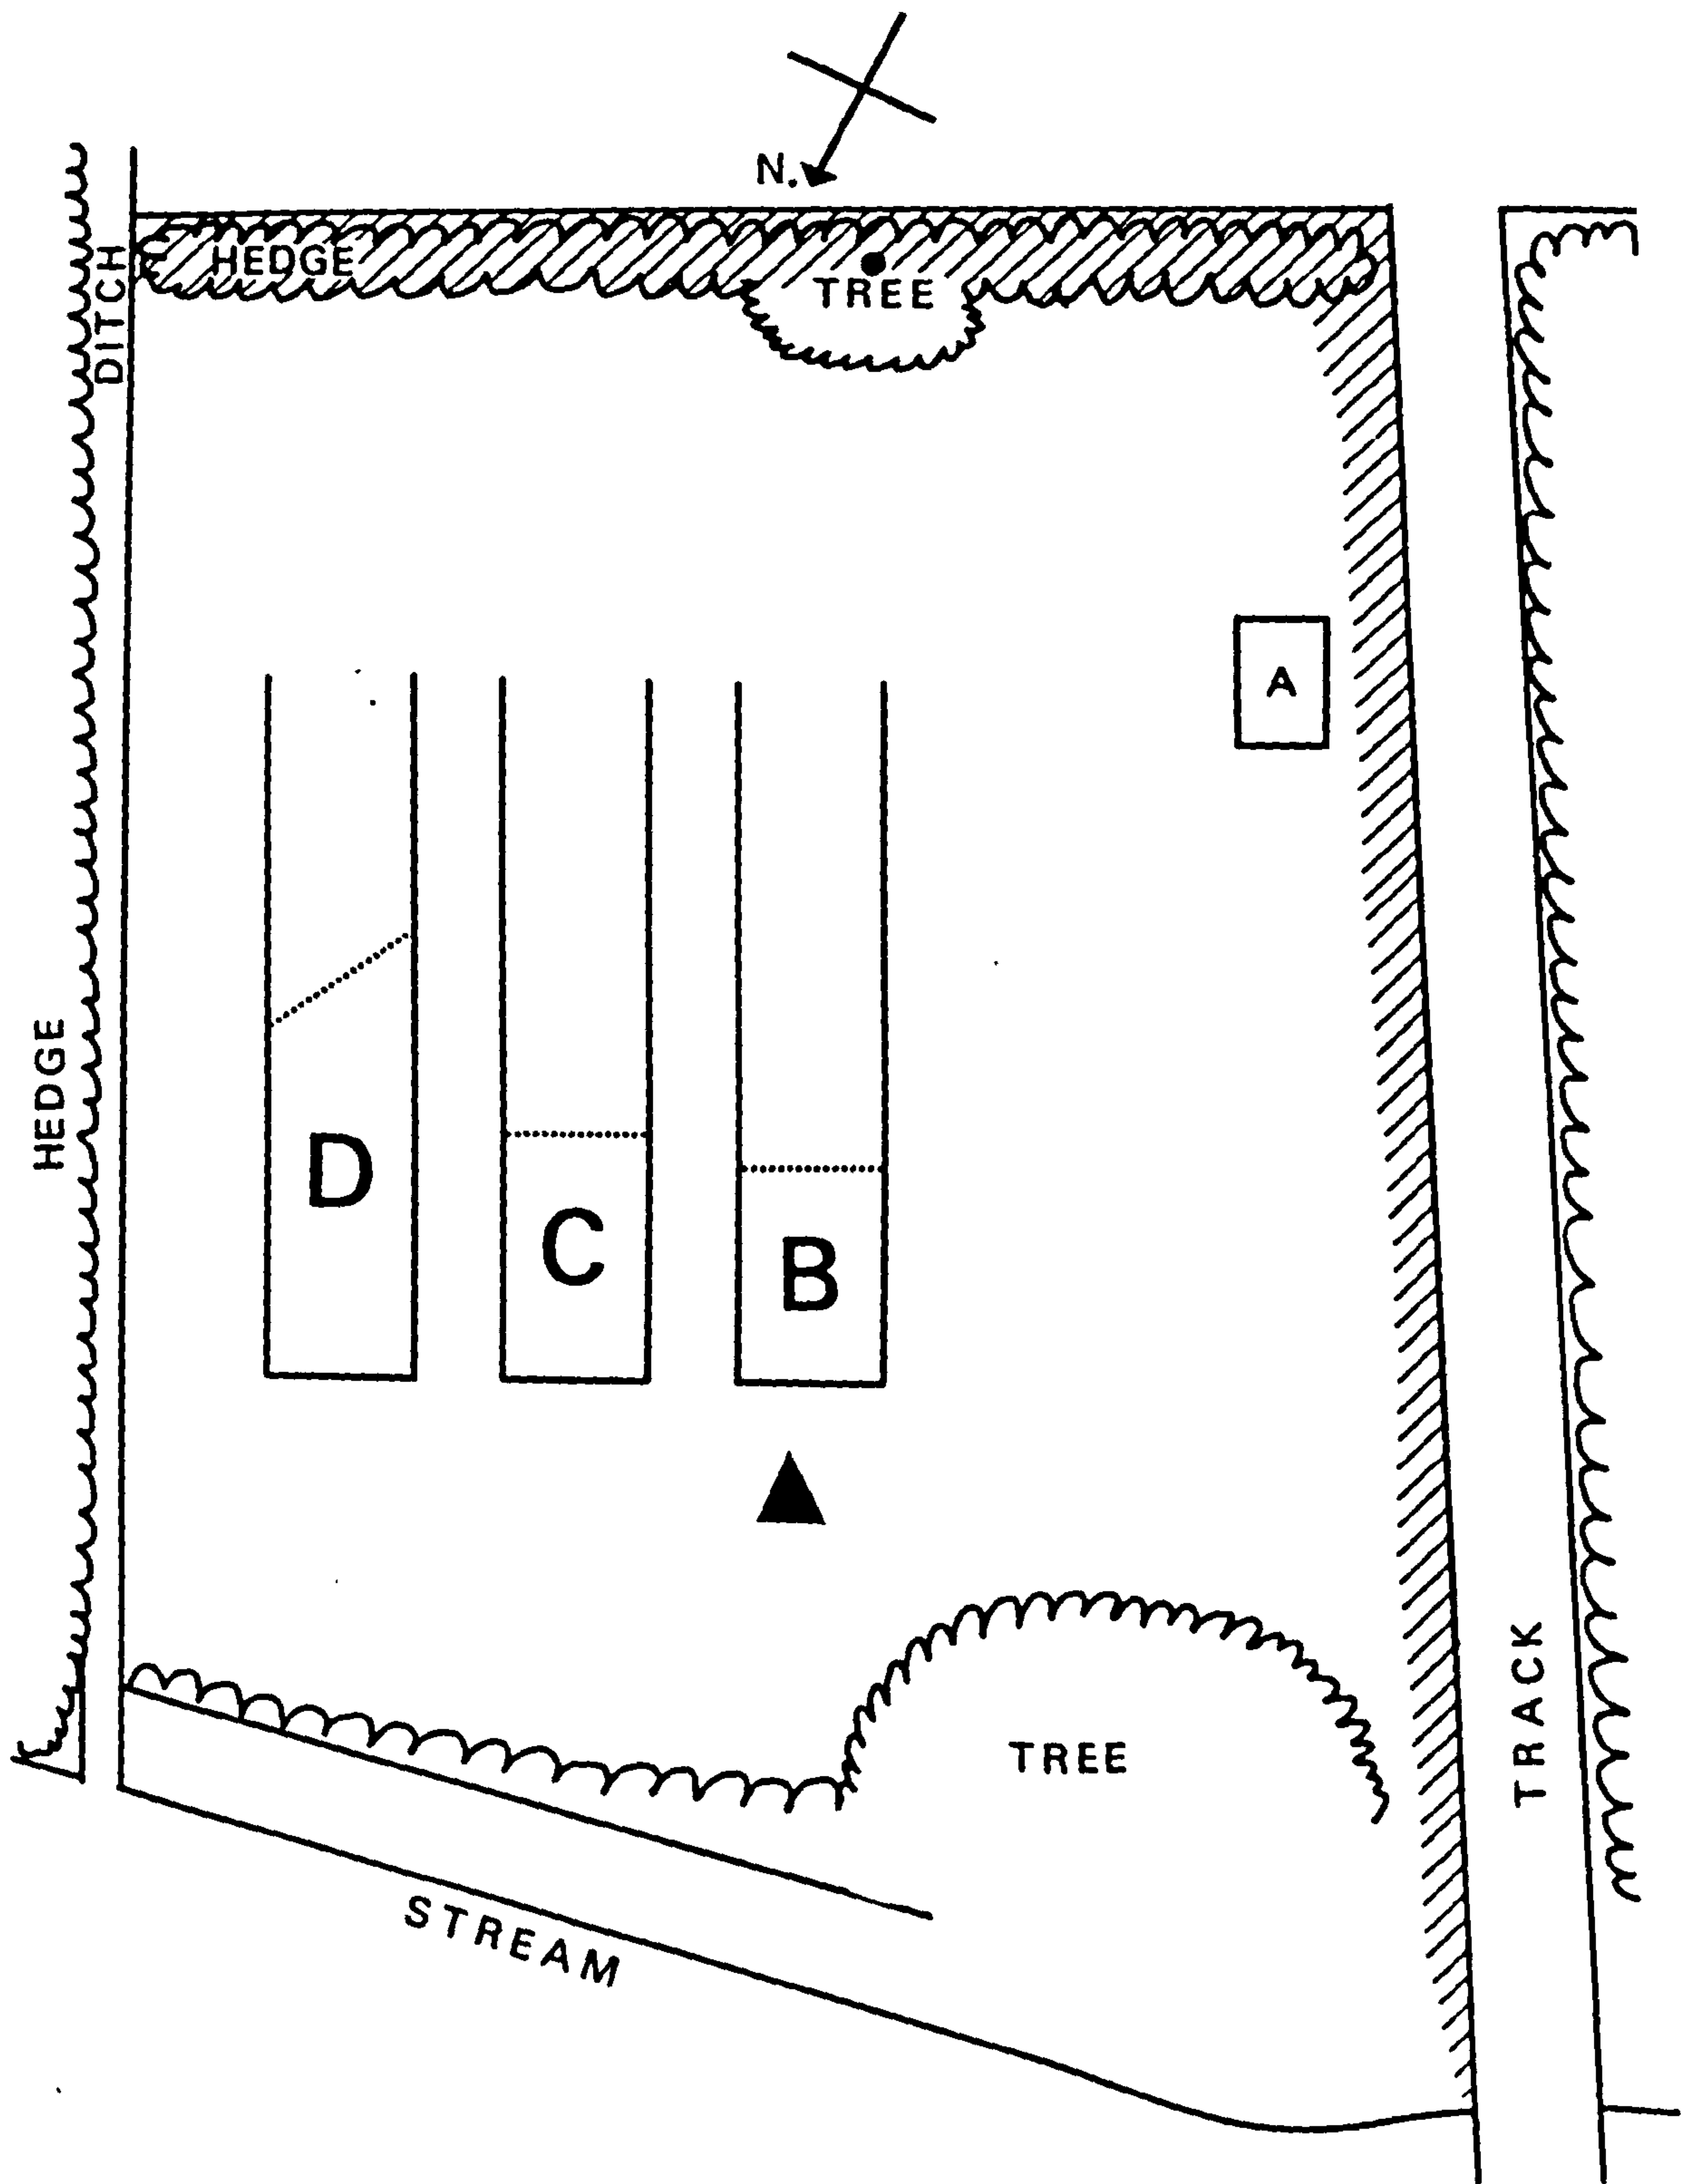 N.
HEDGE
TREE
DITCH
A
HEDGE
D
C
B
TREE
TRACK
STREAM